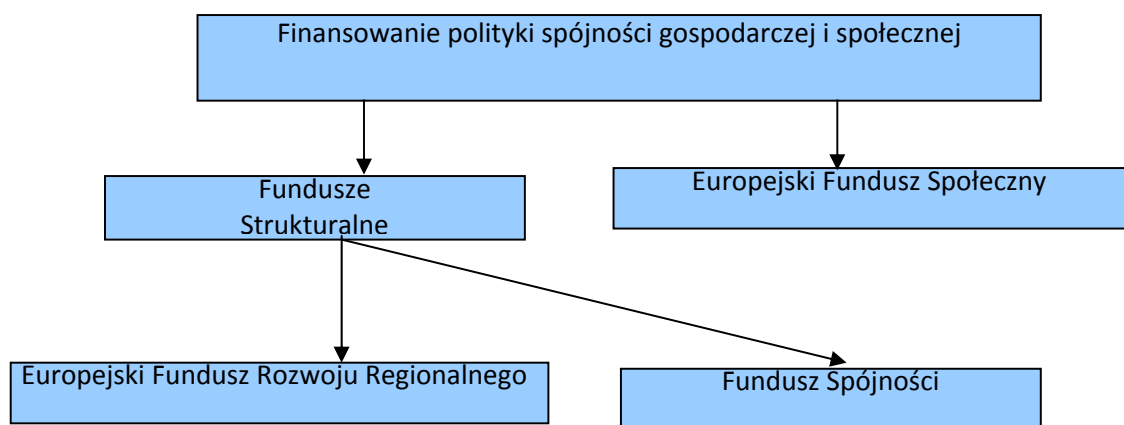 Finansowanie polityki spójności gospodarczej i społecznej
Fundusze
Strukturalne
Europejski Fundusz Społeczny
Europejski Fundusz Rozwoju Regionalnego
Fundusz Spójności